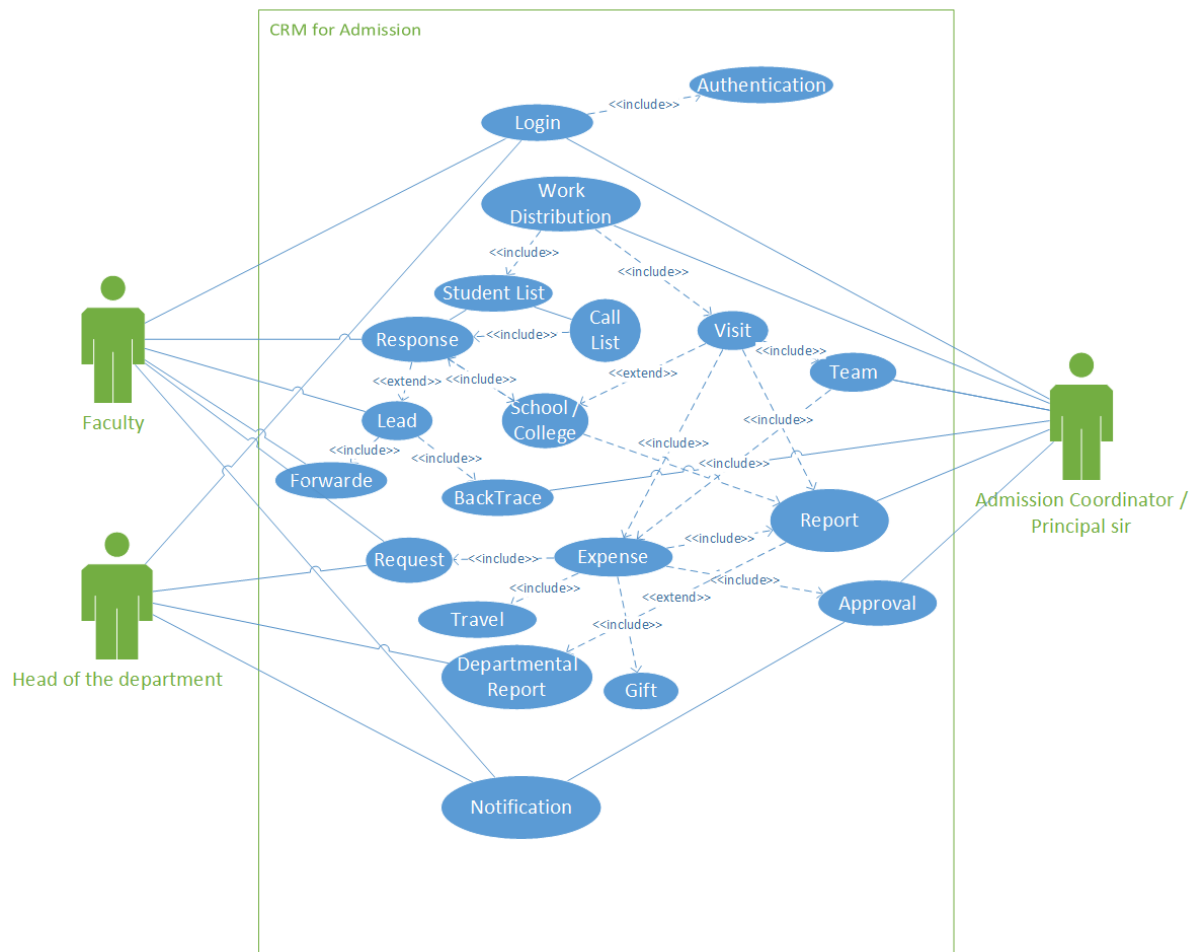 CRM for Admission
Authentication
<<include>>
Login
Work
Distribution
<<include>>
<<include>>
Student List
Call
List
<<include>>
Response
Visit
<<include>>
Team
<<extend>>
<<include>>
<<extend>>
School /
College
Lead
<<include>>
Faculty
<<include>>
<<include>>
<<include>>
<<include>>
Forwarde
BackTrace
Admission Coordinator /
Principal sir
Report
<<include>>
Request
<<include>>
Expense
<<include>>
<<include>>
<<extend>>
Approval
Travel
<<include>>
Departmental
Report
Gift
Head of the department
Notification